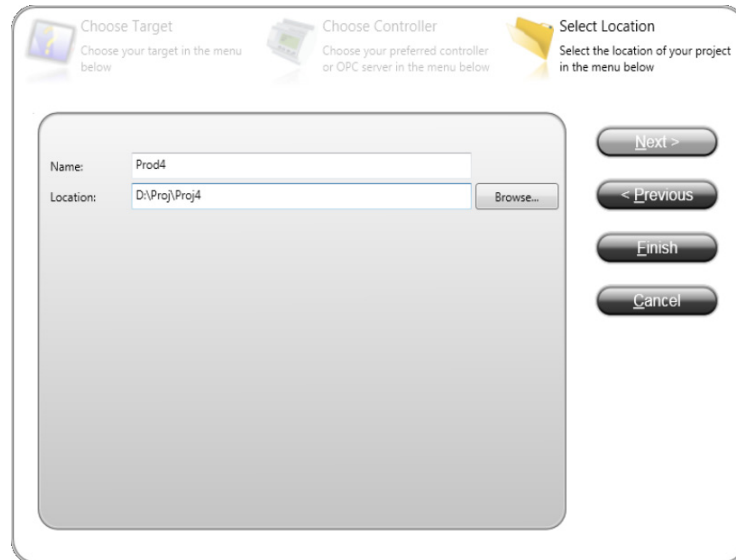 Choose Target
Choose your target in the menu
below
Choose Controller
Choose your preferred controller
or OPC server in the menu below
Select Location
Select the location of your project
in the menu below
Name:
Prod4
Location:
D:\Proj\Proj4
Browse...
Next >
< Previous
Finish
Cancel